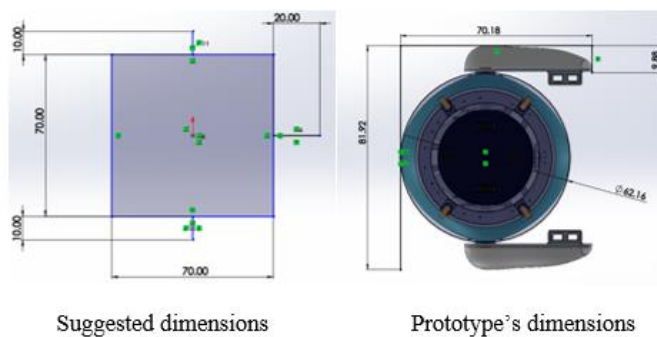 20.00
10.00
70.00
10.00
70.00
70.18
9.88
81.92
Ø62.16
Suggested dimensions
Prototype's dimensions